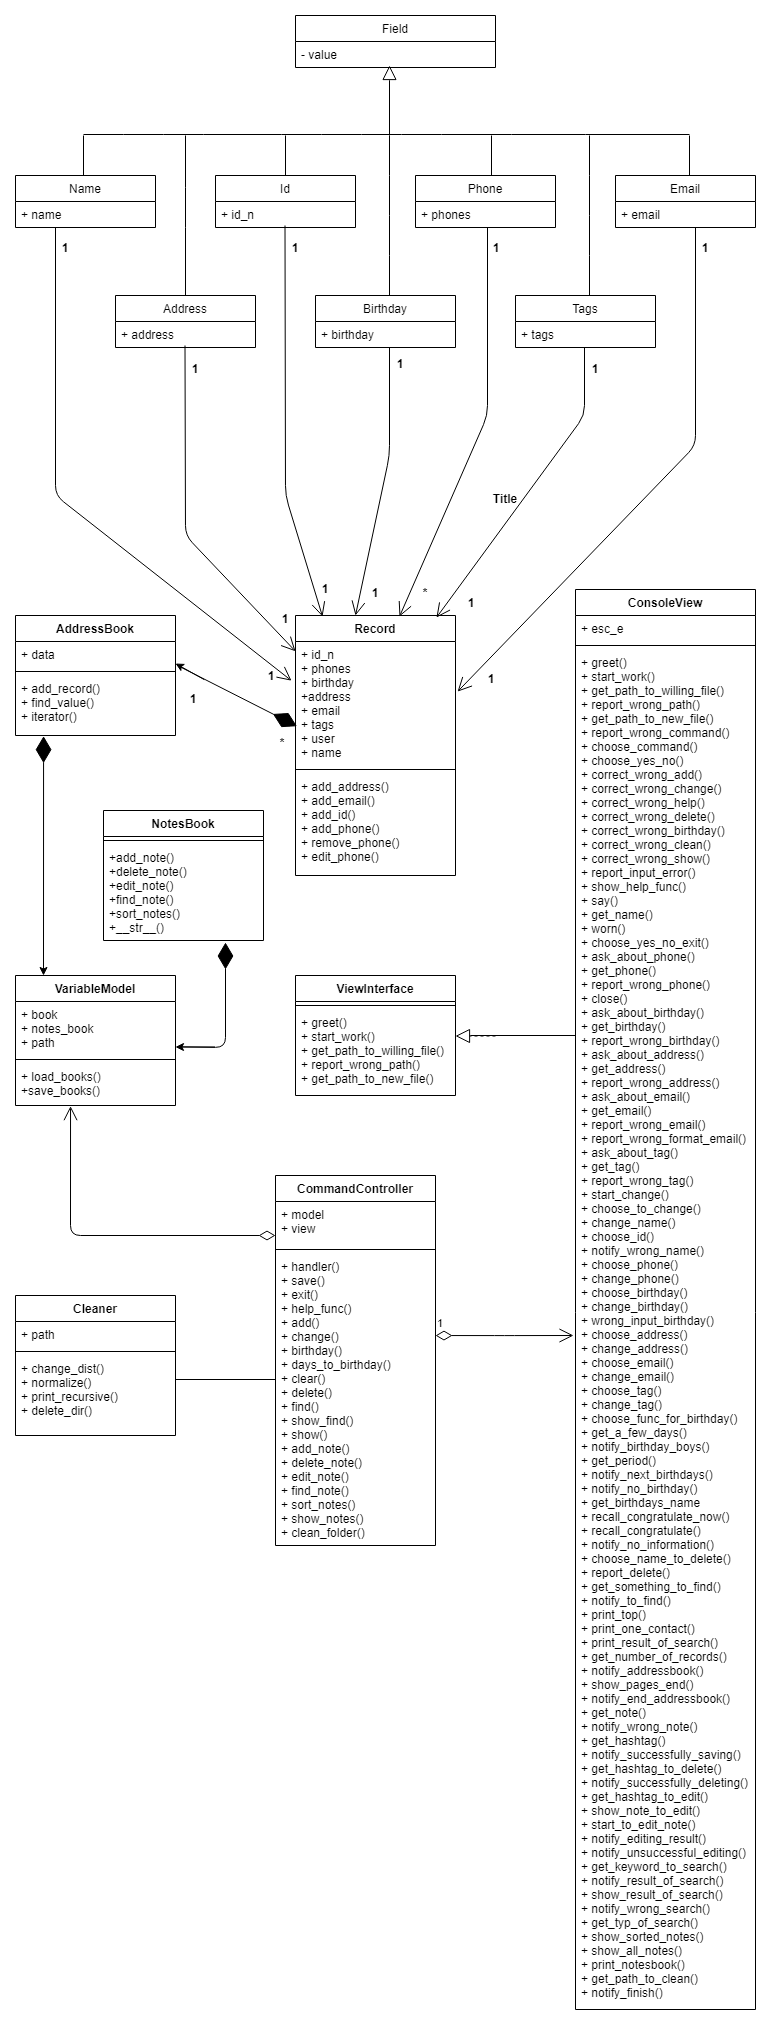 Field
- value
Name
+ name
Id
+ id_n
Phone
+ phones
Email
+ email
1
1
1
1
Address
+ address
Birthday
+ birthday
Tags
+ tags
1
1
1
Title
1
1
*
1
1
1
1
AddressBook
+ data
+ add_record()
+ find_value()
+ iterator()
1
*
Record
+ id_n
+ phones
+ birthday
+address
+ email
+ tags
+ user
+ name
+ add_address()
+ add_email()
+ add_id()
+ add_phone()
+ remove_phone()
+ edit_phone()
NotesBook
+add_note()
+delete_note()
+edit_note()
+find_note()
+sort_notes()
+__str__()
VariableModel
+ book
+ notes_book
+ path
+ load_books()
+save_books()
ViewInterface
+ greet()
+ start_work()
+ get_path_to_willing_file()
+ report_wrong_path()
+ get_path_to_new_file()
CommandController
+ model
+ view
+ handler()
+ save()
+ exit()
+ help_func()
+ add()
+ change()
+ birthday()
+ days_to_birthday()
+ clear()
+ delete()
+ find()
+ show_find()
+ show()
+ add_note()
+ delete_note()
+ edit_note()
+ find_note()
+ sort_notes()
+ show_notes()
+ clean_folder()
1
Cleaner
+ path
+ change_dist()
+ normalize()
+ print_recursive()
+ delete_dir()
ConsoleView
+ esc_e
+ greet()
+ start_work()
+ get_path_to_willing_file()
+ report_wrong_path()
+ get_path_to_new_file()
+ report_wrong_command()
+ choose_command()
+ choose_yes_no()
+ correct_wrong_add()
+ correct_wrong_change()
+ correct_wrong_help()
+ correct_wrong_delete()
+ correct_wrong_birthday()
+ correct_wrong_clean()
+ correct_wrong_show()
+ report_input_error()
+ show_help_func()
+ say()
+ get_name()
+ worn()
+ choose_yes_no_exit()
+ ask_about_phone()
+ get_phone()
+ report_wrong_phone()
+ close()
+ ask_about_birthday()
+ get_birthday()
+ report_wrong_birthday()
+ ask_about_address()
+ get_address()
+ report_wrong_address()
+ ask_about_email()
+ get_email()
+ report_wrong_email()
+ report_wrong_format_email()
+ ask_about_tag()
+ get_tag()
+ report_wrong_tag()
+ start_change()
+ choose_to_change()
+ change_name()
+ choose_id()
+ notify_wrong_name()
+ choose_phone()
+ change_phone()
+ choose_birthday()
+ change_birthday()
+ wrong_input_birthday()
+ choose_address()
+ change_address()
+ choose_email()
+ change_email()
+ choose_tag()
+ change_tag()
+ choose_func_for_birthday()
+ get_a_few_days()
+ notify_birthday_boys()
+ get_period()
+ notify_next_birthdays()
+ notify_no_birthday()
+ get_birthdays_name
+ recall_congratulate_now()
+ recall_congratulate()
+ notify_no_information()
+ choose_name_to_delete()
+ report_delete()
+ get_something_to_find()
+ notify_to_find()
+ print_top()
+ print_one_contact()
+ print_result_of_search()
+ get_number_of_records()
+ notify_addressbook()
+ show_pages_end()
+ notify_end_addressbook()
+ get_note()
+ notify_wrong_note()
+ get_hashtag()
+ notify_successfully_saving()
+ get_hashtag_to_delete()
+ notify_successfully_deleting()
+ get_hashtag_to_edit()
+ show_note_to_edit()
+ start_to_edit_note()
+ notify_editing_result()
+ notify_unsuccessful_editing()
+ get_keyword_to_search()
+ notify_result_of_search()
+ show_result_of_search()
+ notify_wrong_search()
+ get_typ_of_search()
+ show_sorted_notes()
+ show_all_notes()
+ print_notesbook()
+ get_path_to_clean()
+ notify_finish()